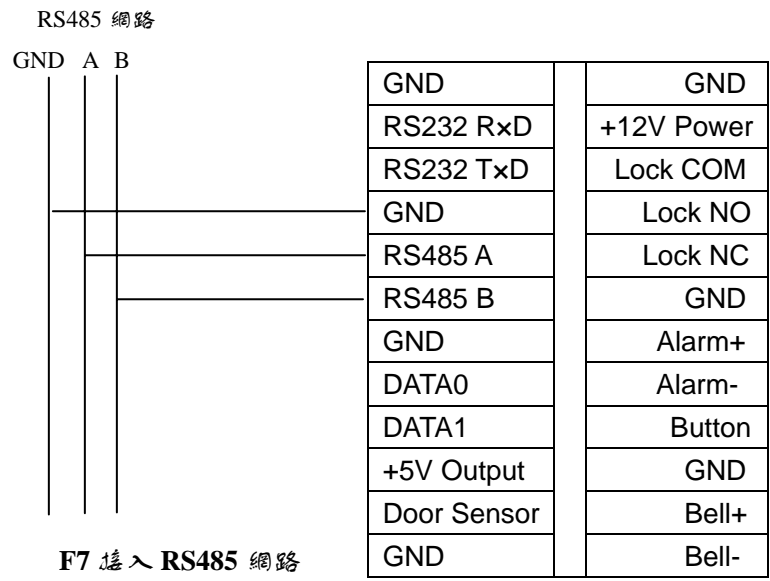 RS485 網路
GND A B
GND GND
RS232 R×D +12V Power
RS232 T×D Lock COM
GND Lock NO
RS485 A Lock NC
RS485 B GND
GND Alarm+
DATA0 Alarm-
DATA1 Button
+5V Output GND
Door Sensor Bell+
GND Bell-
F7 接入 RS485 網路